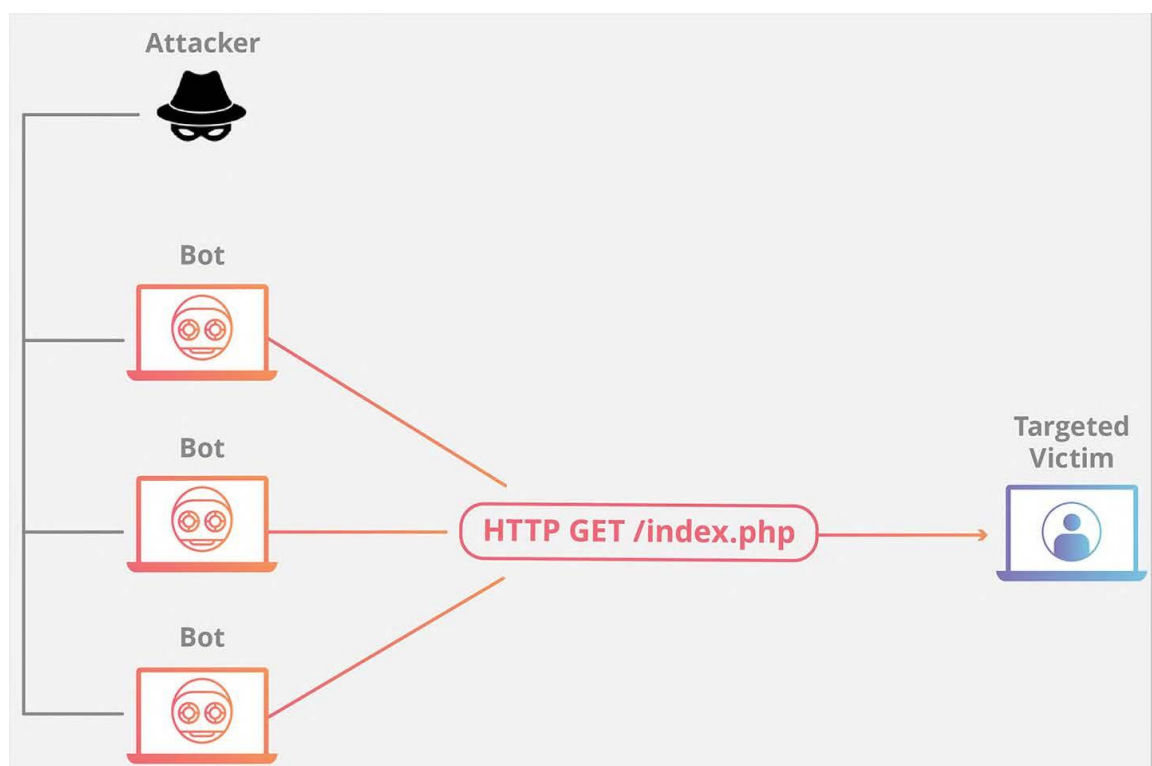 Attacker
Bot
Bot
Bot
HTTP GET /index.php
Targeted
Victim